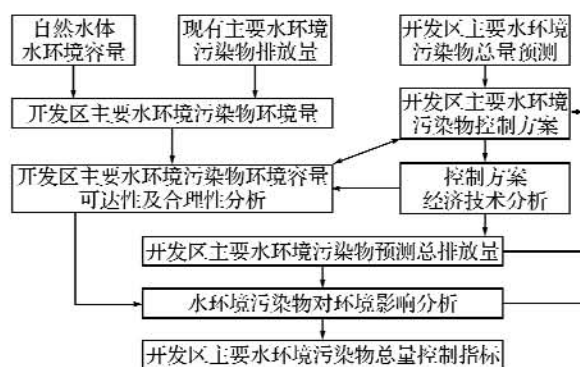 自然水体
水环境容量
现有主要水环境
污染物排放量
开发区主要水环境
污染物总量预测
开发区主要水环境污染物环境量
开发区主要水环境
污染物控制方案
开发区主要水环境污染物环境容量
可达性及合理性分析
控制方案
经济技术分析
开发区主要水环境污染物预测总排放量
水环境污染物对环境影响分析
开发区主要水环境污染物总量控制指标